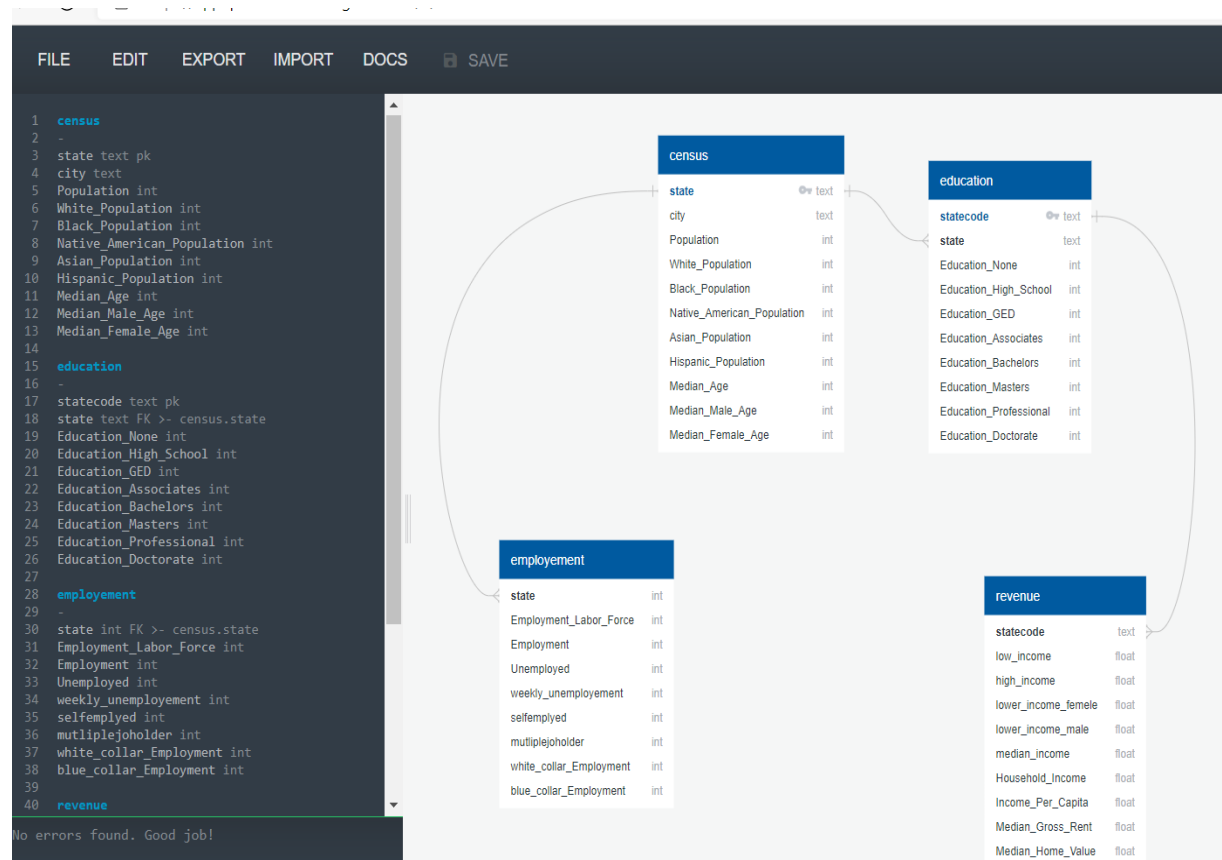 FILE EDIT EXPORT IMPORT DOCS SAVE
1 census
2 -
3 state text pk
4 city text
5 Population int
6 White_Population int
7 Black_Population int
8 Native_American_Population int
9 Asian_Population int
10 Hispanic_Population int
11 Median_Age int
12 Median_Male_Age int
13 Median_Female_Age int
14
15 education
16 -
17 statecode text pk
18 state text FK >- census.state
19 Education_None int
20 Education_High_School int
21 Education_GED int
22 Education_Associates int
23 Education_Bachelors int
24 Education_Masters int
25 Education_Professional int
26 Education_Doctorate int
27
28 employement
29 -
30 state int FK >- census.state
31 Employment_Labor_Force int
32 Employment int
33 Unemployed int
34 weekly_unemployement int
35 selfemplyed int
36 mutliplejoholder int
37 white_collar_Employment int
38 blue_collar_Employment int
39
40 revenue
No errors found. Good job!
census
state text
city text
Population int
White_Population int
Black_Population int
Native_American_Population int
Asian_Population int
Hispanic_Population int
Median_Age int
Median_Male_Age int
Median_Female_Age int
education
statecode text
state text
Education_None int
Education_High_School int
Education_GED int
Education_Associates int
Education_Bachelors int
Education_Masters int
Education_Professional int
Education_Doctorate int
employement
state int
Employment_Labor_Force int
Employment int
Unemployed int
weekly_unemployement int
selfemplyed int
mutliplejoholder int
white_collar_Employment int
blue_collar_Employment int
revenue
statecode text
low_income float
high_income float
lower_income_femele float
lower_income_male float
median_income float
Household_Income float
Income_Per_Capita float
Median_Gross_Rent float
Median_Home_Value float